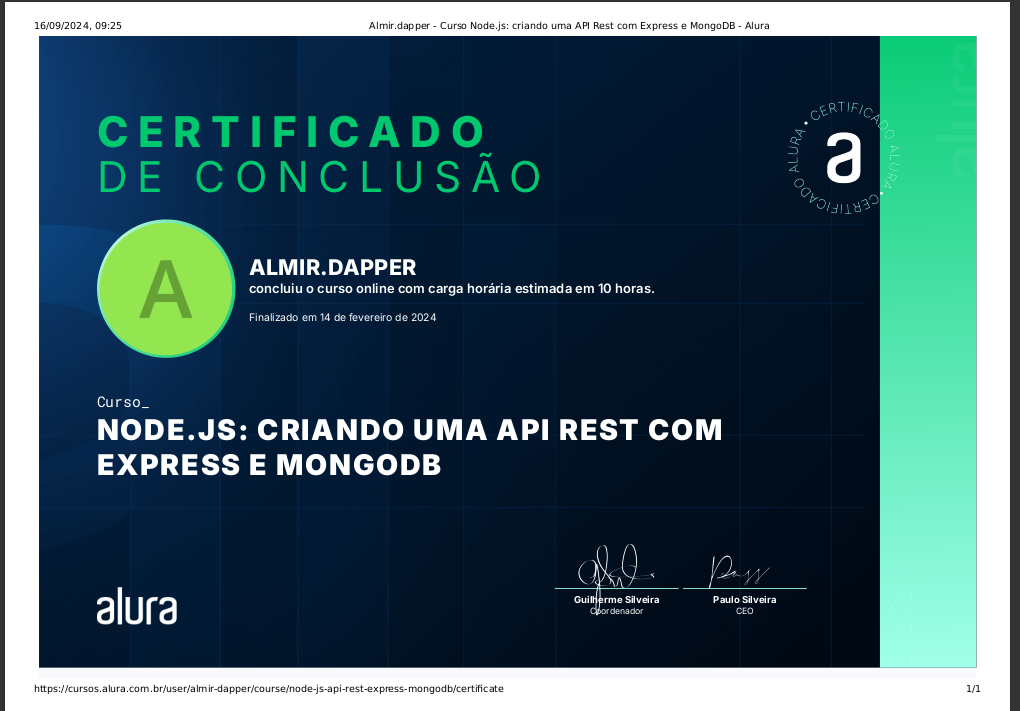 16/09/2024, 09:25
Almir.dapper - Curso Node.js: criando uma API Rest com Express e MongoDB - Alura
CERTIFICADO
DE CONCLUSÃO
CERTIFICADO ALURA • CERTIFICADO ALURA •
a
alura
A
ALMIR.DAPPER
concluiu o curso online com carga horária estimada em 10 horas.
Finalizado em 14 de fevereiro de 2024
Curso_
NODE.JS: CRIANDO UMA API REST COM
EXPRESS E MONGODB
alura
Guilherme Silveira
Coordenador
Paulo Silveira
CEO
https://cursos.alura.com.br/user/almir-dapper/course/node-js-api-rest-express-mongodb/certificate
1/1